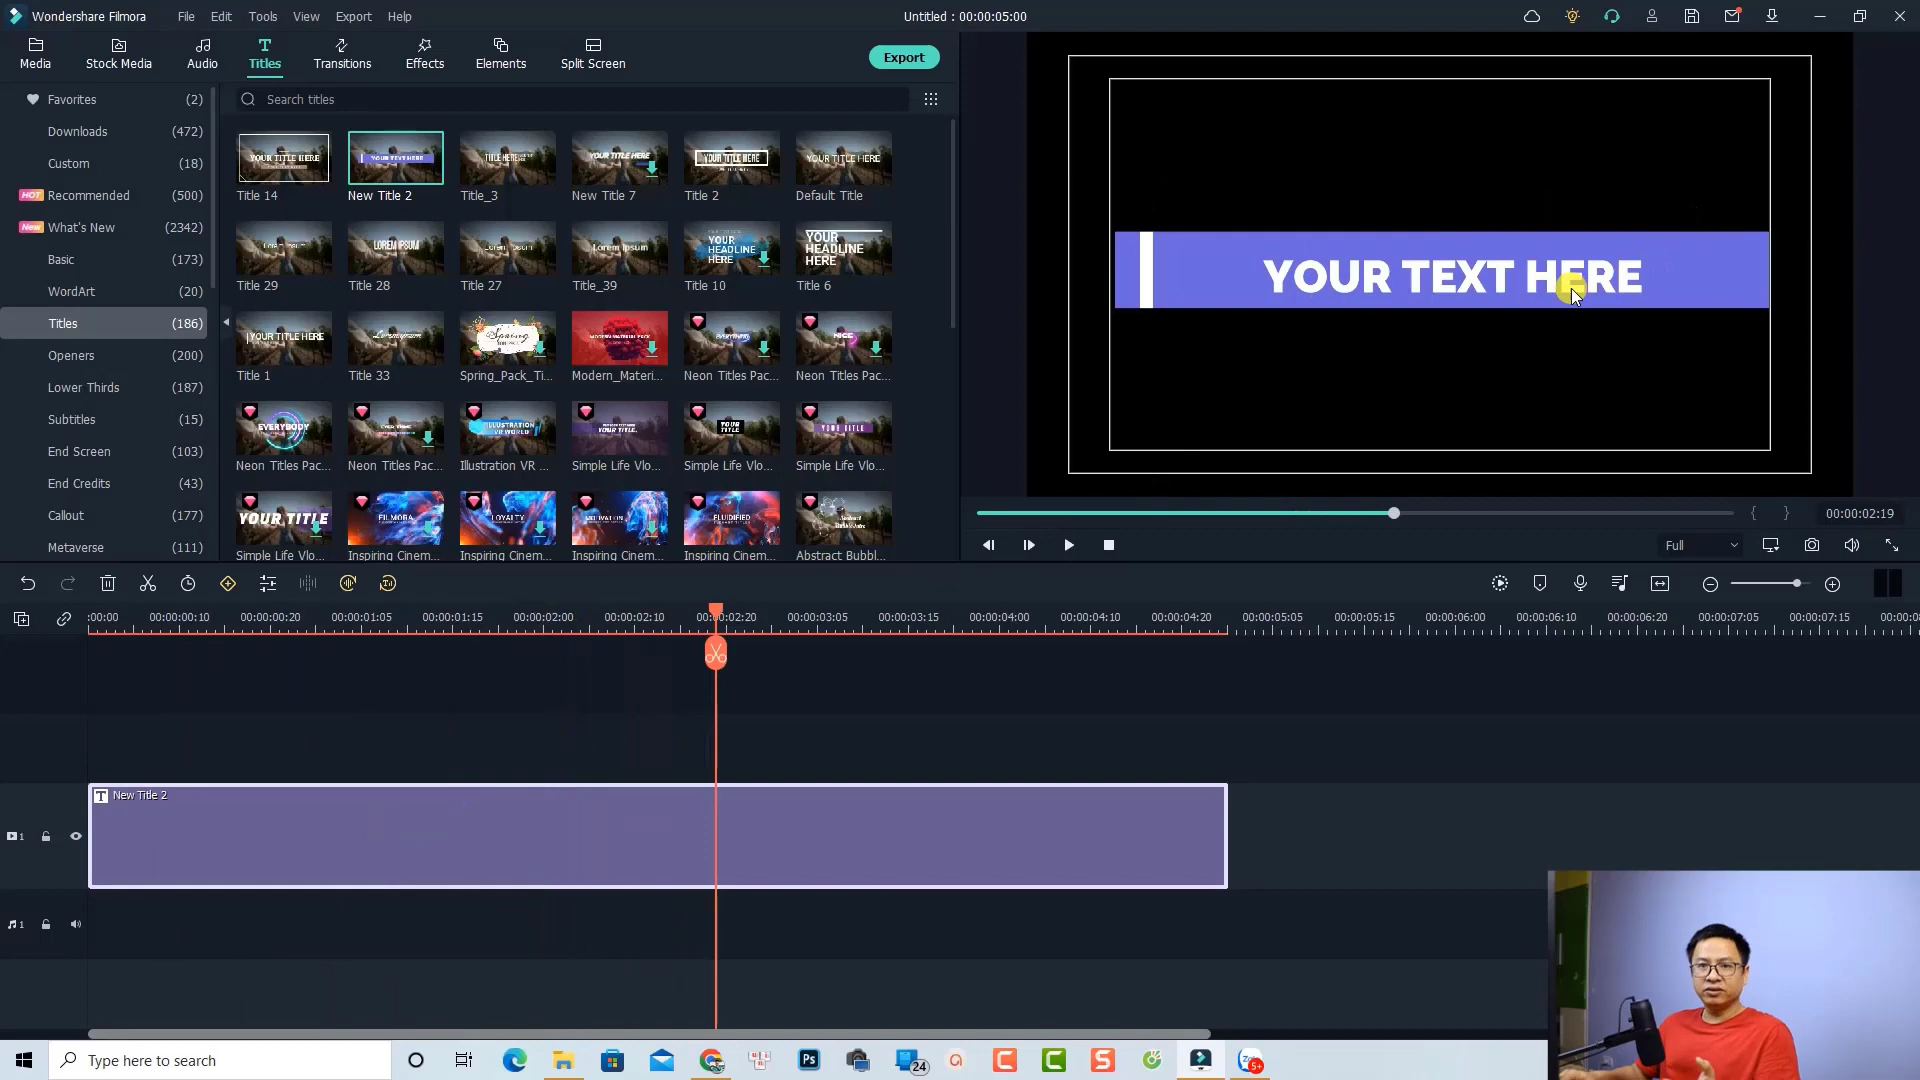 Wondershare Filmora
File
Edit
Tools
View
Export
Help
Untitled : 00:00:05:00
Media
Stock Media
Audio
Titles
Transitions
Effects
Elements
Split Screen
Export
Favorites (2)
Downloads (472)
Custom (18)
HOT Recommended (500)
New What's New (2342)
Basic (173)
WordArt (20)
Titles (186)
Openers (200)
Lower Thirds (187)
Subtitles (15)
End Screen (103)
End Credits (43)
Callout (177)
Metaverse (111)
Search titles
YOUR TITLE HERE
YOUR TEXT HERE
TITLE HERE
YOUR TITLE HERE
YOUR TITLE HERE
YOUR TITLE HERE
Title 14
New Title 2
Title_3
New Title 7
Title 2
Default Title
Lorem Ipsum
LOREM IPSUM
Lorem Ipsum
Lorem Ipsum
YOUR HEADLINE HERE
YOUR HEADLINE HERE
Title 29
Title 28
Title 27
Title_39
Title 10
Title 6
YOUR TITLE HERE
Lorem Ipsum
Spring
Title 1
Title 33
Spring_Pack_Ti...
Modern_Materi...
Neon Titles Pac...
Neon Titles Pac...
EVERYBODY
ILLUSTRATION
YOUR TITLE.
YOUR TITLE
YOUR TITLE
Neon Titles Pac...
Neon Titles Pac...
Illustration VR ...
Simple Life Vlo...
Simple Life Vlo...
Simple Life Vlo...
YOUR TITLE
FILMORA
LOYALTY
MOTIVATION
FLUIDIFIED
Simple Life Vlo...
Inspiring Cinem...
Inspiring Cinem...
Inspiring Cinem...
Inspiring Cinem...
Abstract Bubbl...
YOUR TEXT HERE
00:00:02:19
Full
:00:00
00:00:00:10
00:00:00:20
00:00:01:05
00:00:01:15
00:00:02:00
00:00:02:10
00:00:02:20
00:00:03:05
00:00:03:15
00:00:04:00
00:00:04:10
00:00:04:20
00:00:05:05
00:00:05:15
00:00:06:00
00:00:06:10
00:00:06:20
00:00:07:05
00:00:07:15
00:00:08
T New Title 2
1
1
Type here to search
Ps
24
5+